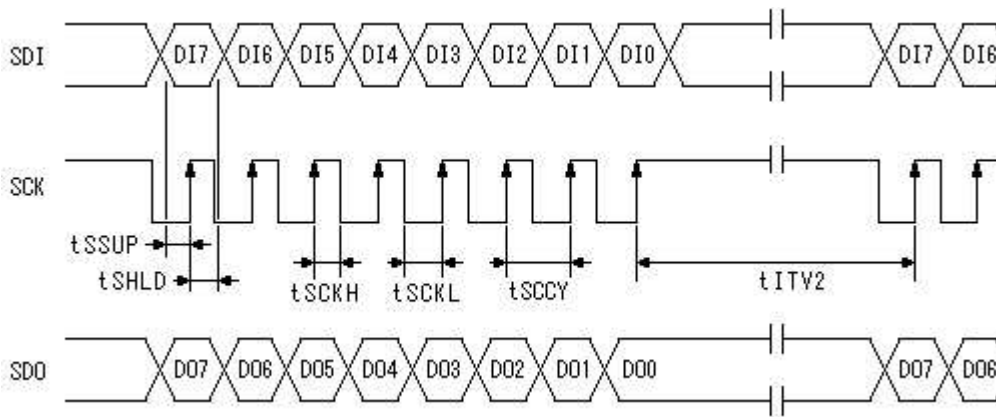 SDI DI7 DI6 DI5 DI4 DI3 DI2 DI1 DI0 DI7 DI6
SCK
tSSUP
tSHLD tSCKH tSCKL tSCCY tITV2
SDO DO7 DO6 DO5 DO4 DO3 DO2 DO1 DO0 DO7 DO6